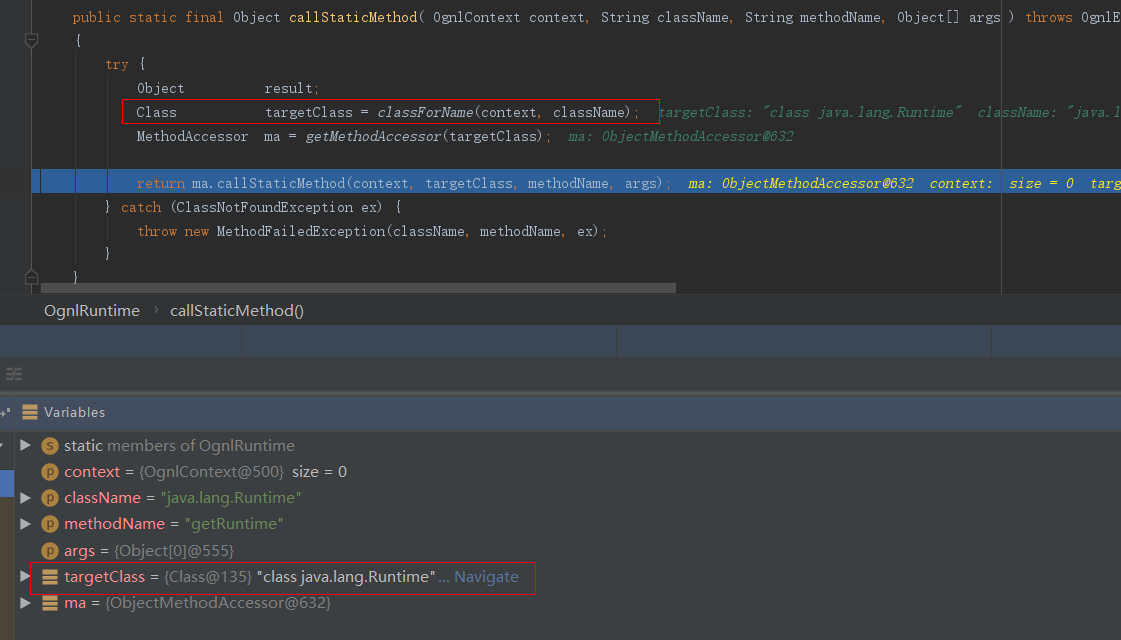 public static final Object callStaticMethod( OgnlContext context, String className, String methodName, Object[] args ) throws OgnlE
{
try {
Object result;
Class targetClass = classForName(context, className); targetClass: "class java.lang.Runtime" className: "java.l
MethodAccessor ma = getMethodAccessor(targetClass); ma: ObjectMethodAccessor@632
return ma.callStaticMethod(context, targetClass, methodName, args); ma: ObjectMethodAccessor@632 context: size = 0 targ
} catch (ClassNotFoundException ex) {
throw new MethodFailedException(className, methodName, ex);
}
}
OgnlRuntime › callStaticMethod()
Variables
s static members of OgnlRuntime
p context = {OgnlContext@500} size = 0
p className = "java.lang.Runtime"
p methodName = "getRuntime"
p args = {Object[0]@555}
targetClass = {Class@135} "class java.lang.Runtime"... Navigate
ma = {ObjectMethodAccessor@632}